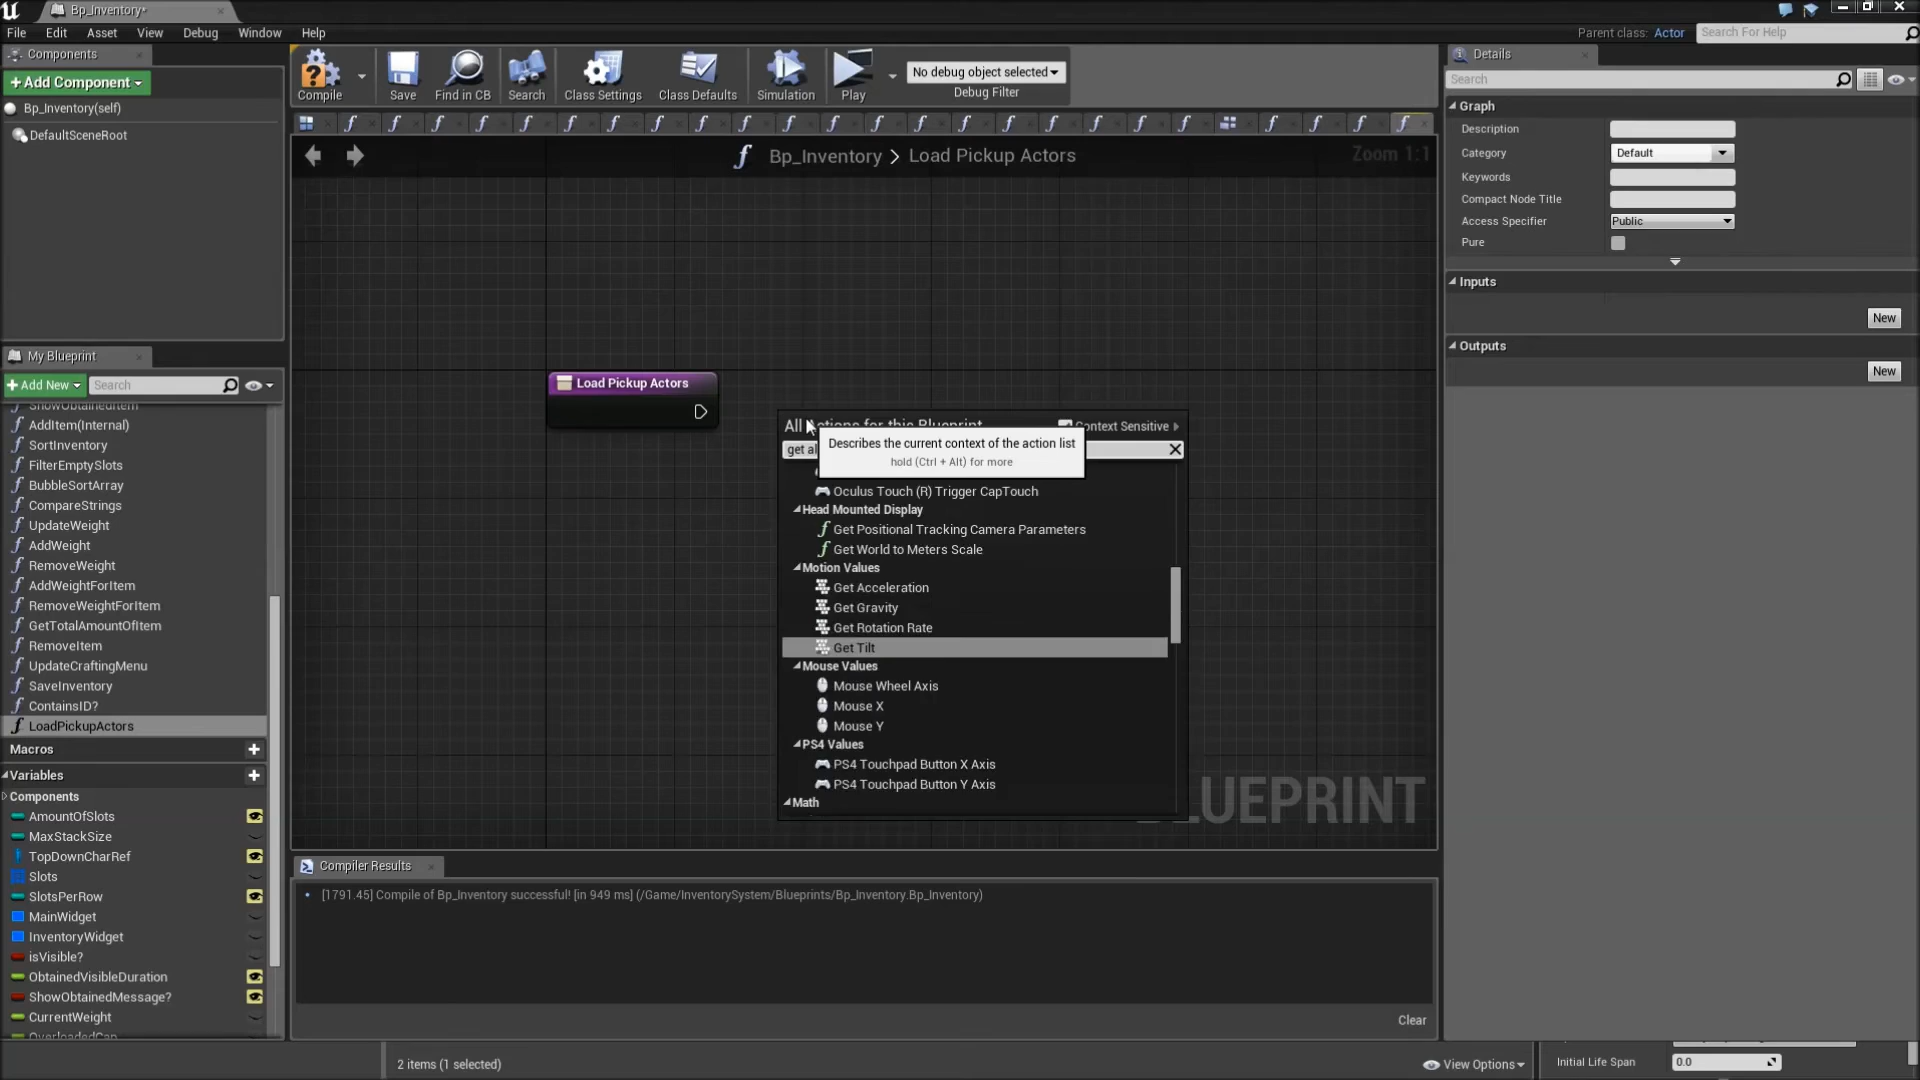 Bp_Inventory*
File Edit Asset View Debug Window Help
Parent class: Actor
Search For Help
Components
+Add Component
Bp_Inventory(self)
DefaultSceneRoot
Compile
Save
Find in CB
Search
Class Settings
Class Defaults
Simulation
Play
No debug object selected
Debug Filter
Bp_Inventory > Load Pickup Actors
Zoom 1:1
Load Pickup Actors
All Actions for this Blueprint
Context Sensitive
Describes the current context of the action list
hold (Ctrl + Alt) for more
get al
Oculus Touch (R) Trigger CapTouch
Head Mounted Display
Get Positional Tracking Camera Parameters
Get World to Meters Scale
Motion Values
Get Acceleration
Get Gravity
Get Rotation Rate
Get Tilt
Mouse Values
Mouse Wheel Axis
Mouse X
Mouse Y
PS4 Values
PS4 Touchpad Button X Axis
PS4 Touchpad Button Y Axis
Math
UEPRINT
My Blueprint
+Add New
Search
ShowObtainedItem
AddItem(Internal)
SortInventory
FilterEmptySlots
BubbleSortArray
CompareStrings
UpdateWeight
AddWeight
RemoveWeight
AddWeightForItem
RemoveWeightForItem
GetTotalAmountOfItem
RemoveItem
UpdateCraftingMenu
SaveInventory
ContainsID?
LoadPickupActors
Macros
Variables
Components
AmountOfSlots
MaxStackSize
TopDownCharRef
Slots
SlotsPerRow
MainWidget
InventoryWidget
isVisible?
ObtainedVisibleDuration
ShowObtainedMessage?
CurrentWeight
Compiler Results
[1791.45] Compile of Bp_Inventory successful! [in 949 ms] (/Game/InventorySystem/Blueprints/Bp_Inventory.Bp_Inventory)
Clear
2 items (1 selected)
View Options
Details
Search
Graph
Description
Category Default
Keywords
Compact Node Title
Access Specifier Public
Pure
Inputs
New
Outputs
New
Initial Life Span 0.0